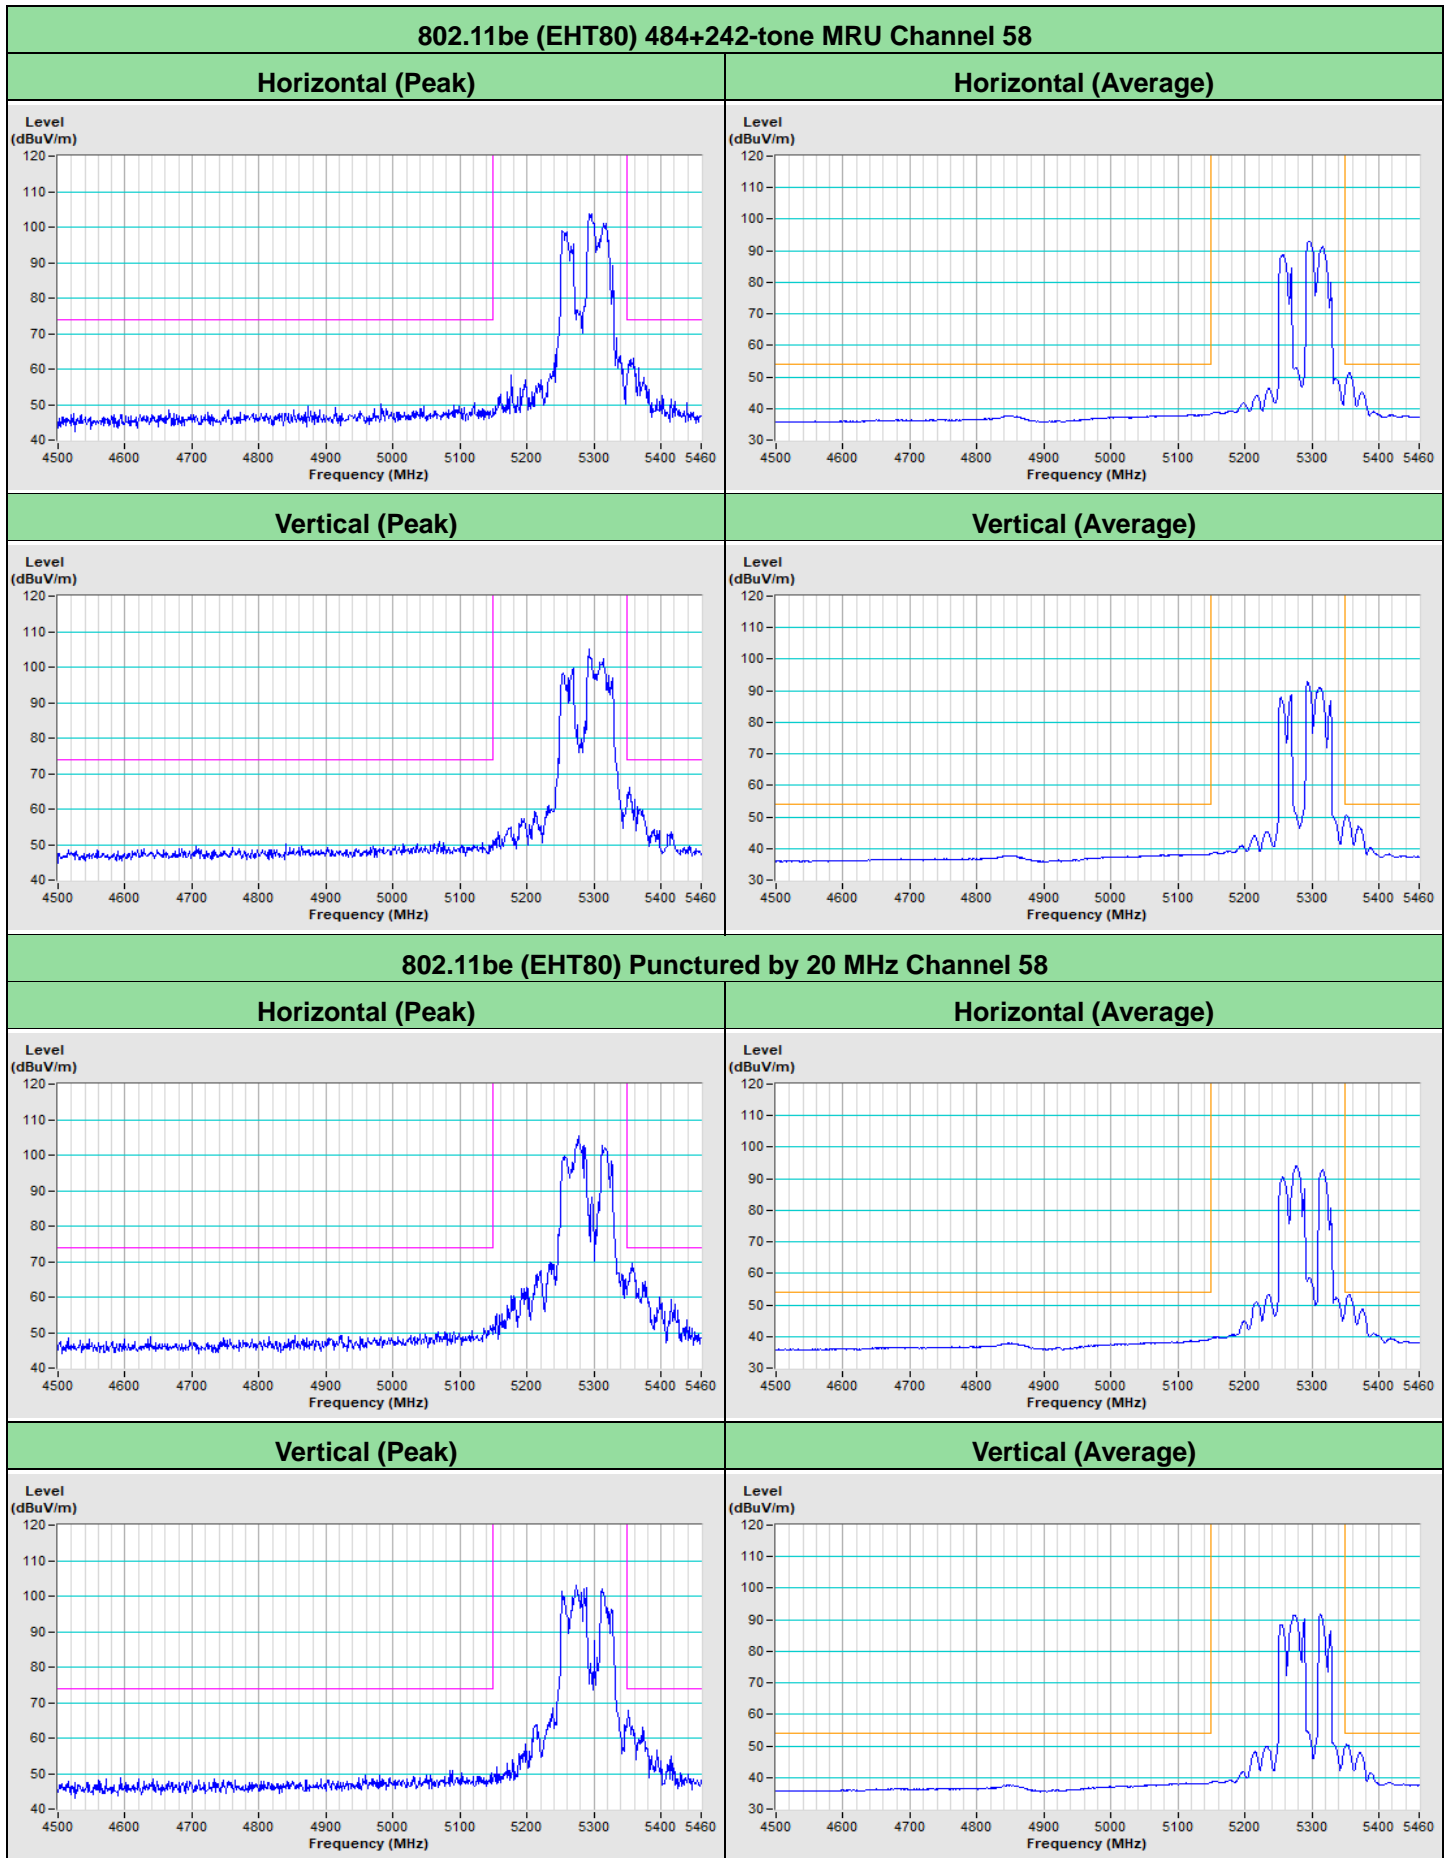 802.11be (EHT80) 484+242-tone MRU Channel 58
Horizontal (Peak)
Horizontal (Average)
Level
(dBuV/m)
120
110
100
90
80
70
60
50
40
4500 4600 4700 4800 4900 5000 5100 5200 5300 5400 5460
Frequency (MHz)
Level
(dBuV/m)
120
110
100
90
80
70
60
50
40
30
4500 4600 4700 4800 4900 5000 5100 5200 5300 5400 5460
Frequency (MHz)
Vertical (Peak)
Vertical (Average)
Level
(dBuV/m)
120
110
100
90
80
70
60
50
40
4500 4600 4700 4800 4900 5000 5100 5200 5300 5400 5460
Frequency (MHz)
Level
(dBuV/m)
120
110
100
90
80
70
60
50
40
30
4500 4600 4700 4800 4900 5000 5100 5200 5300 5400 5460
Frequency (MHz)
802.11be (EHT80) Punctured by 20 MHz Channel 58
Horizontal (Peak)
Horizontal (Average)
Level
(dBuV/m)
120
110
100
90
80
70
60
50
40
4500 4600 4700 4800 4900 5000 5100 5200 5300 5400 5460
Frequency (MHz)
Level
(dBuV/m)
120
110
100
90
80
70
60
50
40
30
4500 4600 4700 4800 4900 5000 5100 5200 5300 5400 5460
Frequency (MHz)
Vertical (Peak)
Vertical (Average)
Level
(dBuV/m)
120
110
100
90
80
70
60
50
40
4500 4600 4700 4800 4900 5000 5100 5200 5300 5400 5460
Frequency (MHz)
Level
(dBuV/m)
120
110
100
90
80
70
60
50
40
30
4500 4600 4700 4800 4900 5000 5100 5200 5300 5400 5460
Frequency (MHz)